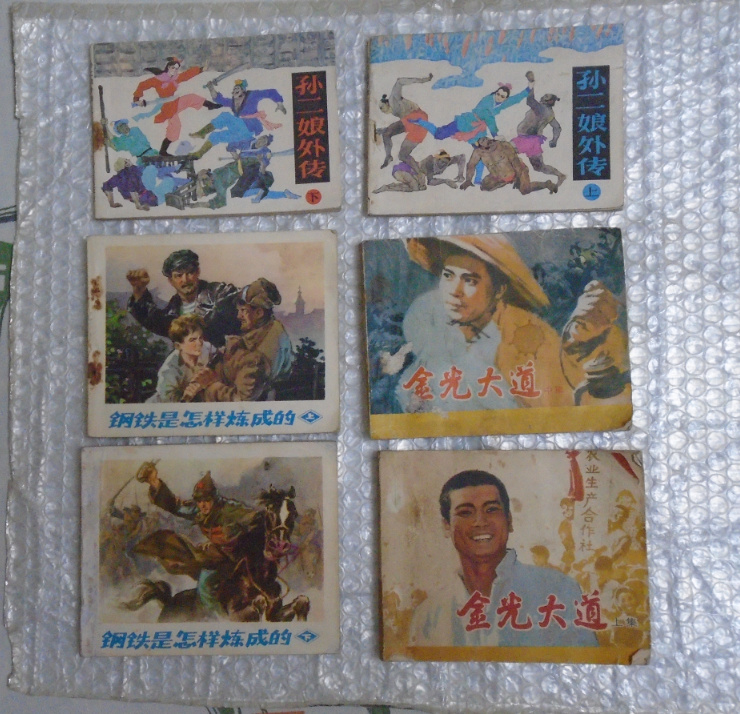 孙二娘外传
下
孙二娘外传
上
钢铁是怎样炼成的 上
金光大道
钢铁是怎样炼成的 下
农业生产合作社
金光大道 上集